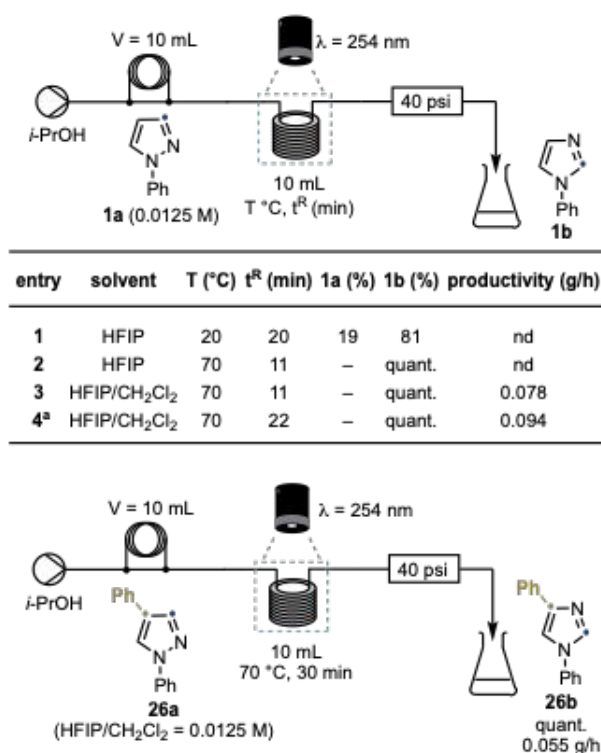 V = 10 mL
λ = 254 nm
40 psi
i-PrOH
N
N
Ph
1a (0.0125 M)
10 mL
T °C, tᴿ (min)
N
N
Ph
1b
entry solvent T (°C) tᴿ (min) 1a (%) 1b (%) productivity (g/h)
1 HFIP 20 20 19 81 nd
2 HFIP 70 11 – quant. nd
3 HFIP/CH₂Cl₂ 70 11 – quant. 0.078
4ᵃ HFIP/CH₂Cl₂ 70 22 – quant. 0.094
V = 10 mL
λ = 254 nm
40 psi
i-PrOH
Ph
N
N
Ph
26a
(HFIP/CH₂Cl₂ = 0.0125 M)
10 mL
70 °C, 30 min
Ph
N
N
Ph
26b
quant.
0.055 g/h